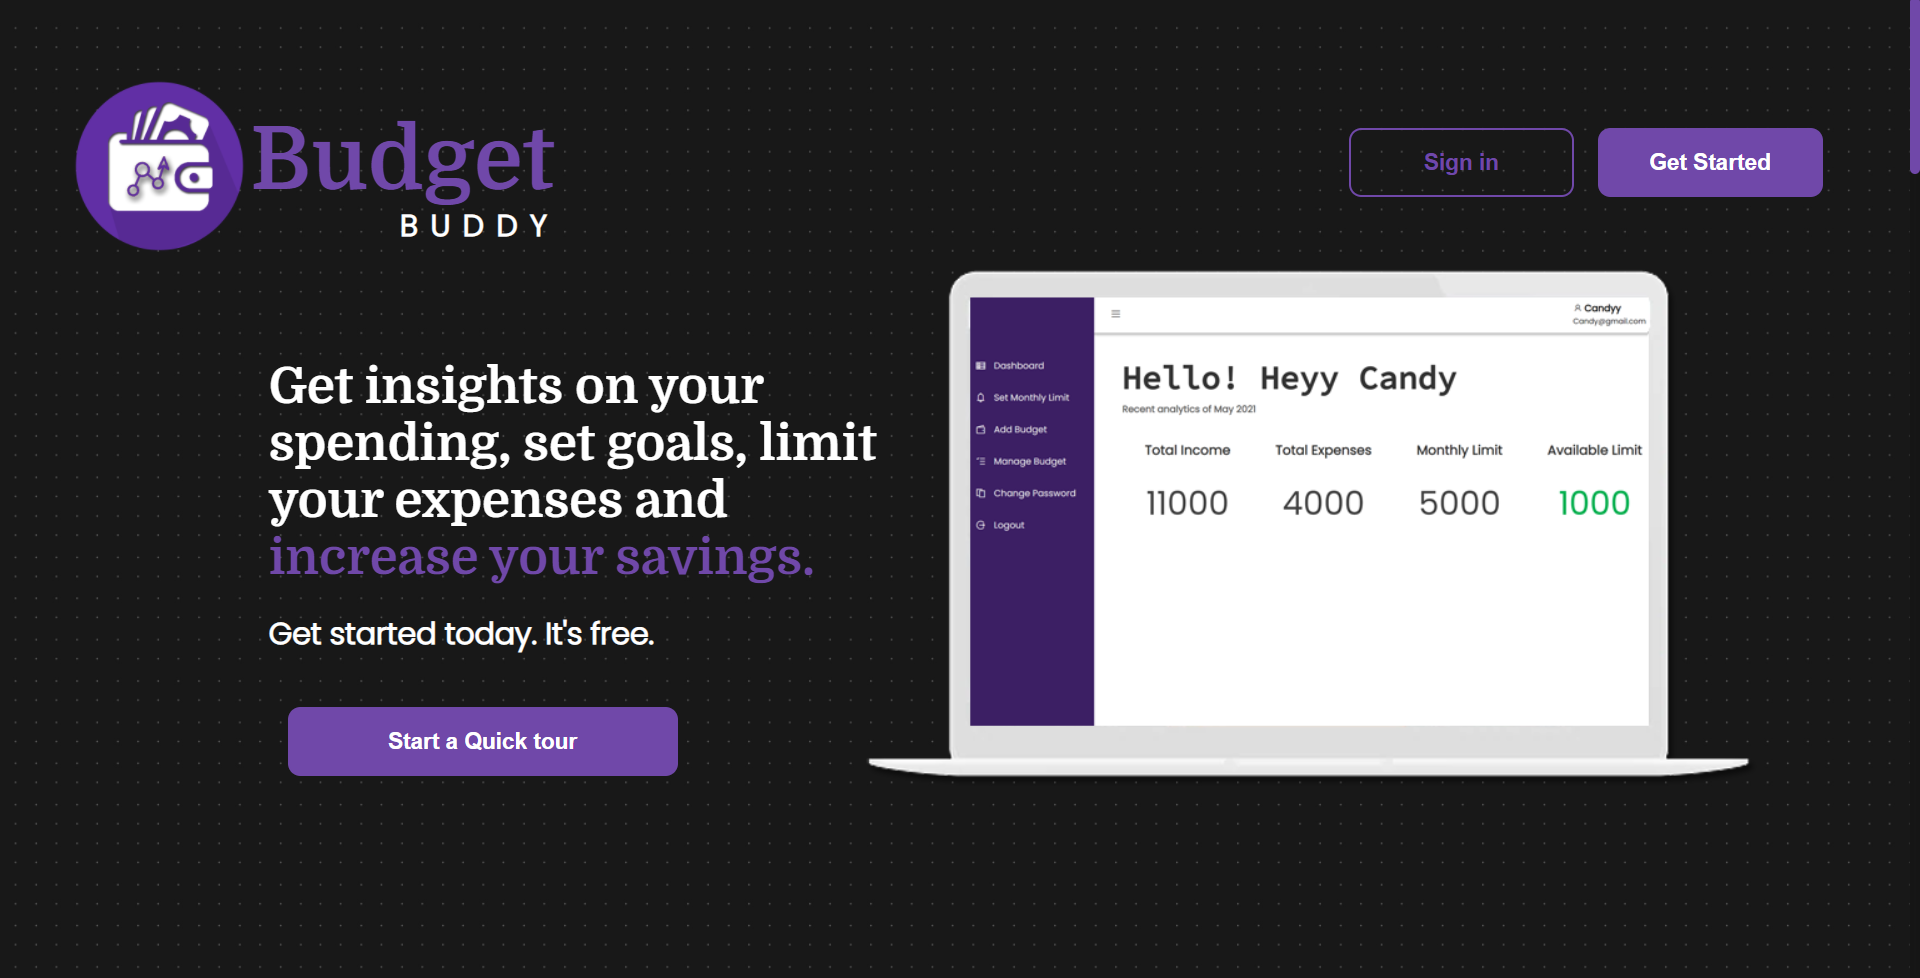 Budget
BUDDY
Sign in
Get Started
Get insights on your
spending, set goals, limit
your expenses and
increase your savings.
Get started today. It's free.
Start a Quick tour
Candyy
Candy@gmail.com
Dashboard
Set Monthly Limit
Add Budget
Manage Budget
Change Password
Logout
Hello! Heyy Candy
Recent analytics of May 2021
Total Income Total Expenses Monthly Limit Available Limit
11000 4000 5000 1000